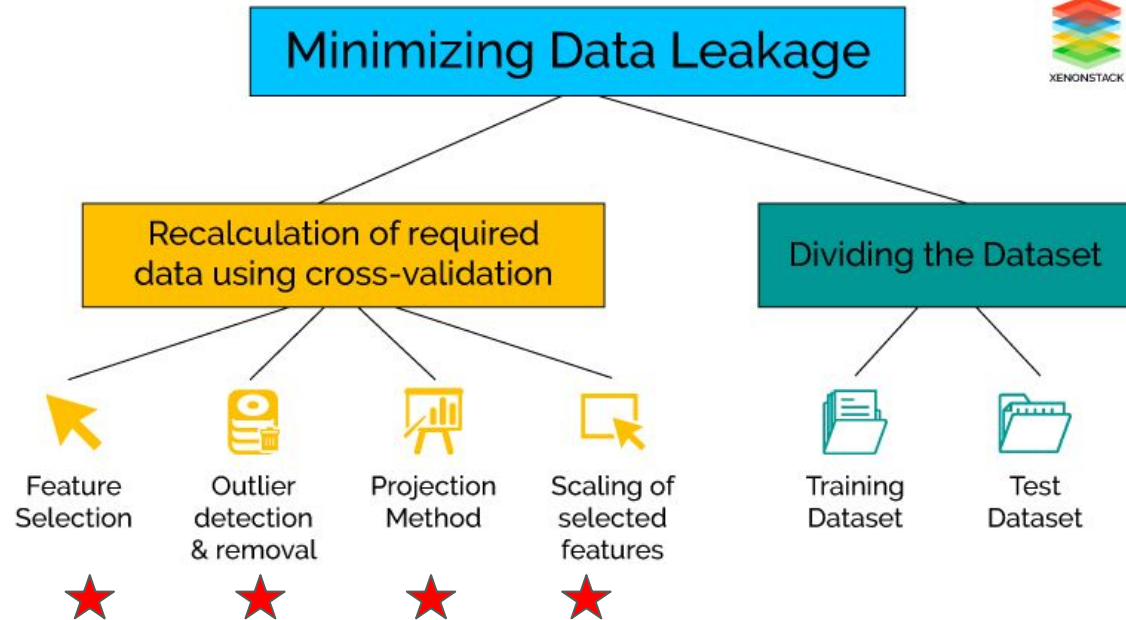 Minimizing Data Leakage
XENONSTACK
Recalculation of required
data using cross-validation
Dividing the Dataset
Feature
Selection
Outlier
detection
& removal
Projection
Method
Scaling of
selected
features
Training
Dataset
Test
Dataset